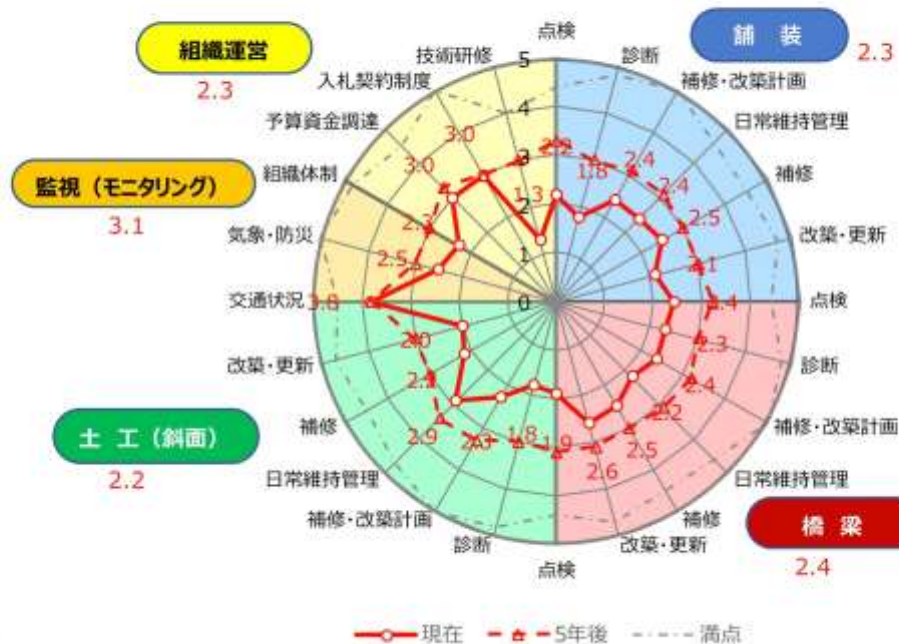 組織運営
2.3
監視（モニタリング）
3.1
土 工（斜面）
2.2
舗 装
2.3
橋 梁
2.4
点検
診断
補修・改築計画
日常維持管理
補修
改築・更新
点検
診断
補修・改築計画
日常維持管理
補修
改築・更新
点検
診断
補修・改築計画
日常維持管理
補修
改築・更新
交通状況
気象・防災
組織体制
予算資金調達
入札契約制度
技術研修
5
4
3
2
1
0
1.8
2.4
2.4
2.5
2.1
2.4
2.3
2.4
2.2
2.5
2.6
1.9
1.8
2.3
2.9
2.0
3.8
2.5
2.3
3.0
3.0
1.3
現在
5年後
満点